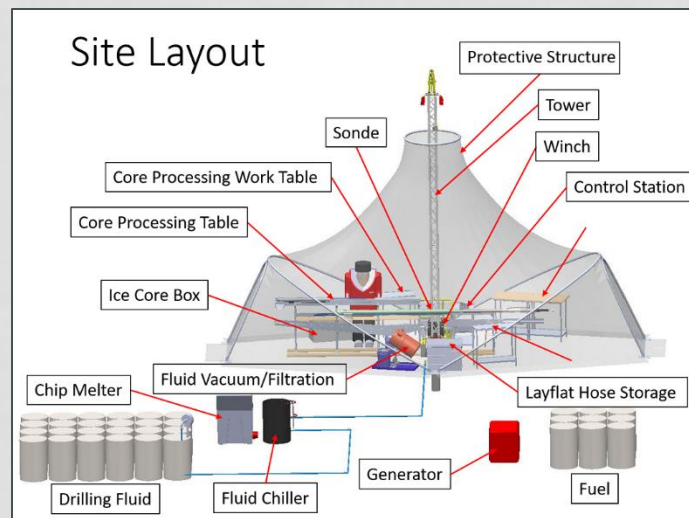 Site Layout
Protective Structure
Tower
Sonde
Winch
Core Processing Work Table
Control Station
Core Processing Table
Ice Core Box
Fluid Vacuum/Filtration
Layflat Hose Storage
Chip Melter
Generator
Drilling Fluid
Fluid Chiller
Fuel